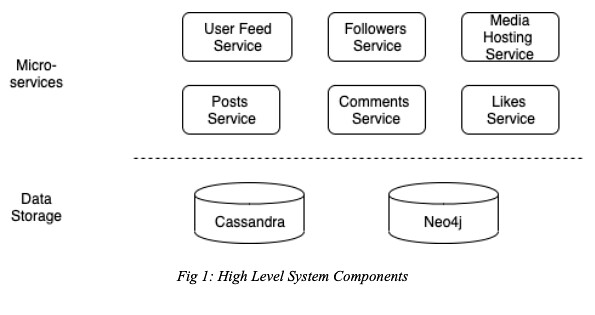 User Feed
Service
Followers
Service
Media
Hosting
Service
Micro-
services
Posts
Service
Comments
Service
Likes
Service
Data
Storage
Cassandra
Neo4j
Fig 1: High Level System Components